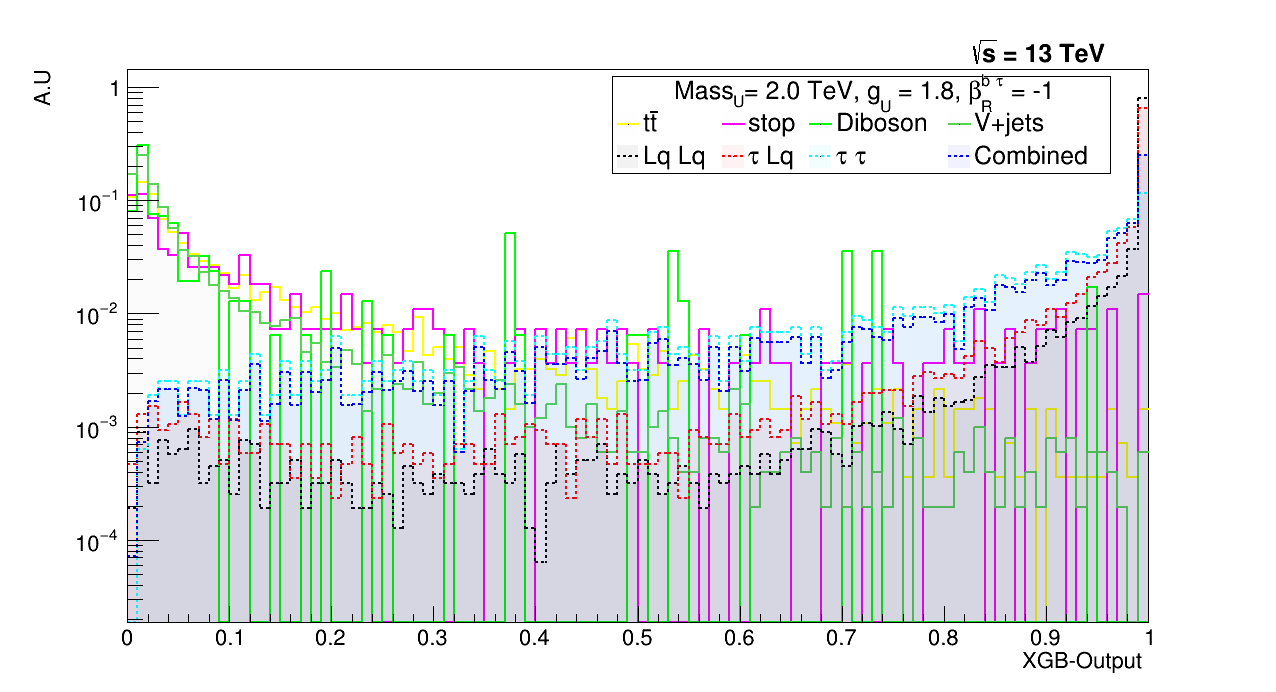 √s = 13 TeV
A.U
Mass_U = 2.0 TeV, g_U = 1.8, β_R^{b τ} = -1
tt̄ stop Diboson V+jets
Lq Lq τ Lq τ τ Combined
1
10⁻¹
10⁻²
10⁻³
10⁻⁴
0 0.1 0.2 0.3 0.4 0.5 0.6 0.7 0.8 0.9 1
XGB-Output